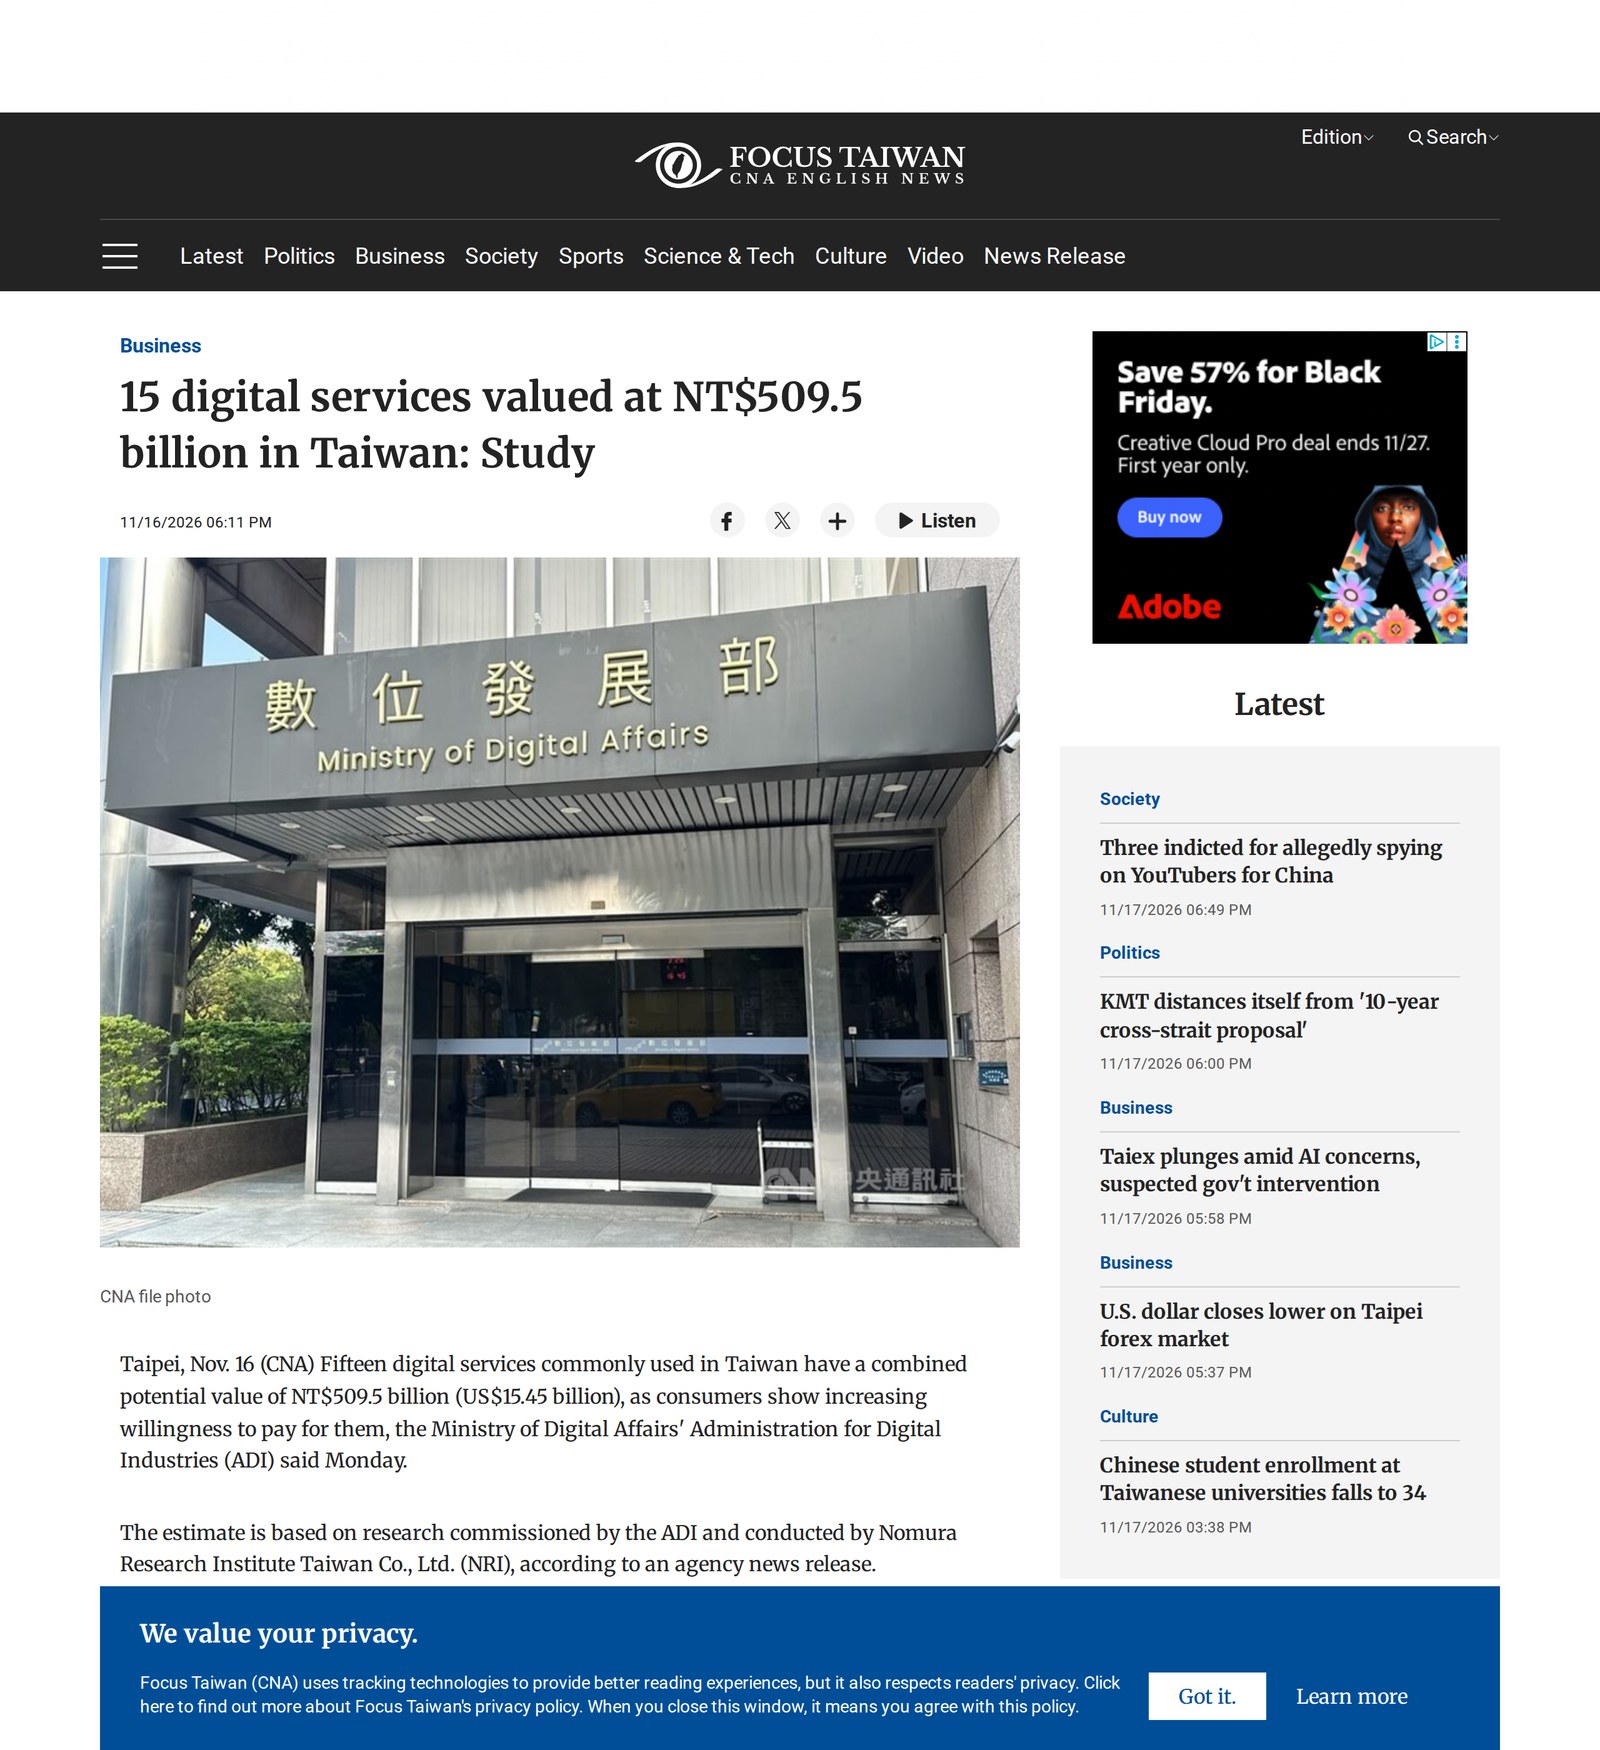 Edition
Search
FOCUS TAIWAN
CNA ENGLISH NEWS
Latest Politics Business Society Sports Science & Tech Culture Video News Release
Business
15 digital services valued at NT$509.5
billion in Taiwan: Study
11/16/2026 06:11 PM
Listen
數位發展部
Ministry of Digital Affairs
中央通訊社
CNA file photo
Taipei, Nov. 16 (CNA) Fifteen digital services commonly used in Taiwan have a combined
potential value of NT$509.5 billion (US$15.45 billion), as consumers show increasing
willingness to pay for them, the Ministry of Digital Affairs' Administration for Digital
Industries (ADI) said Monday.
The estimate is based on research commissioned by the ADI and conducted by Nomura
Research Institute Taiwan Co., Ltd. (NRI), according to an agency news release.
Save 57% for Black
Friday.
Creative Cloud Pro deal ends 11/27.
First year only.
Buy now
Adobe
Latest
Society
Three indicted for allegedly spying
on YouTubers for China
11/17/2026 06:49 PM
Politics
KMT distances itself from '10-year
cross-strait proposal'
11/17/2026 06:00 PM
Business
Taiex plunges amid AI concerns,
suspected gov't intervention
11/17/2026 05:58 PM
Business
U.S. dollar closes lower on Taipei
forex market
11/17/2026 05:37 PM
Culture
Chinese student enrollment at
Taiwanese universities falls to 34
11/17/2026 03:38 PM
We value your privacy.
Focus Taiwan (CNA) uses tracking technologies to provide better reading experiences, but it also respects readers' privacy. Click
here to find out more about Focus Taiwan's privacy policy. When you close this window, it means you agree with this policy.
Got it.
Learn more